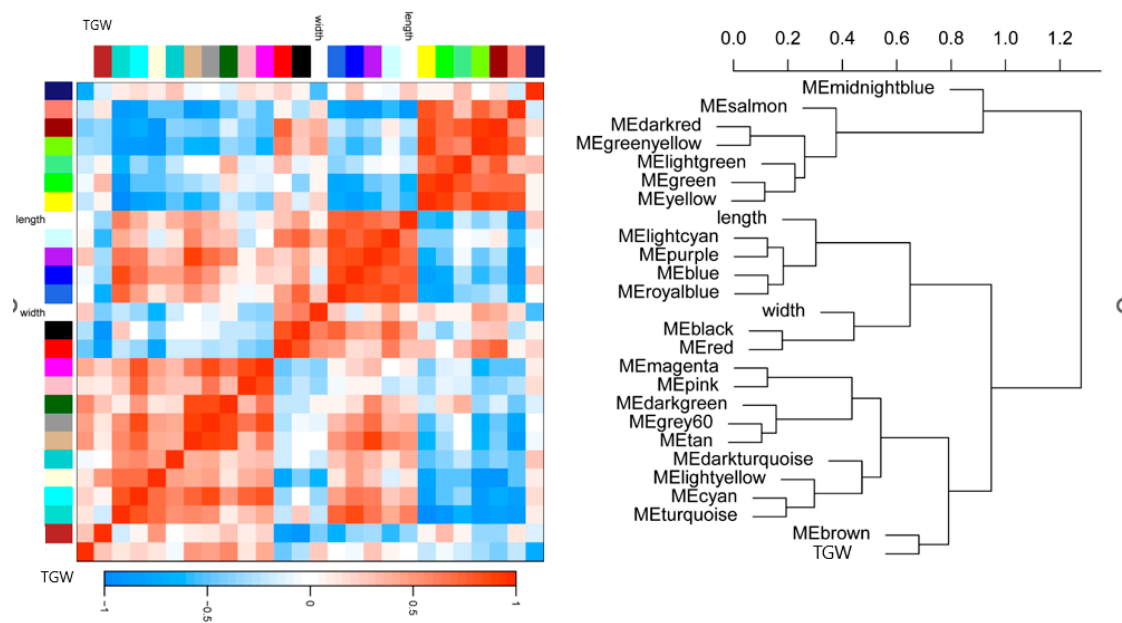 TGW
width
length
length
width
TGW
−1
−0.5
0
0.5
1
0.0 0.2 0.4 0.6 0.8 1.0 1.2
MEmidnightblue
MEsalmon
MEdarkred
MEgreenyellow
MElightgreen
MEgreen
MEyellow
length
MElightcyan
MEpurple
MEblue
MEroyalblue
width
MEblack
MEred
MEmagenta
MEpink
MEdarkgreen
MEgrey60
MEtan
MEdarkturquoise
MElightyellow
MEcyan
MEturquoise
MEbrown
TGW